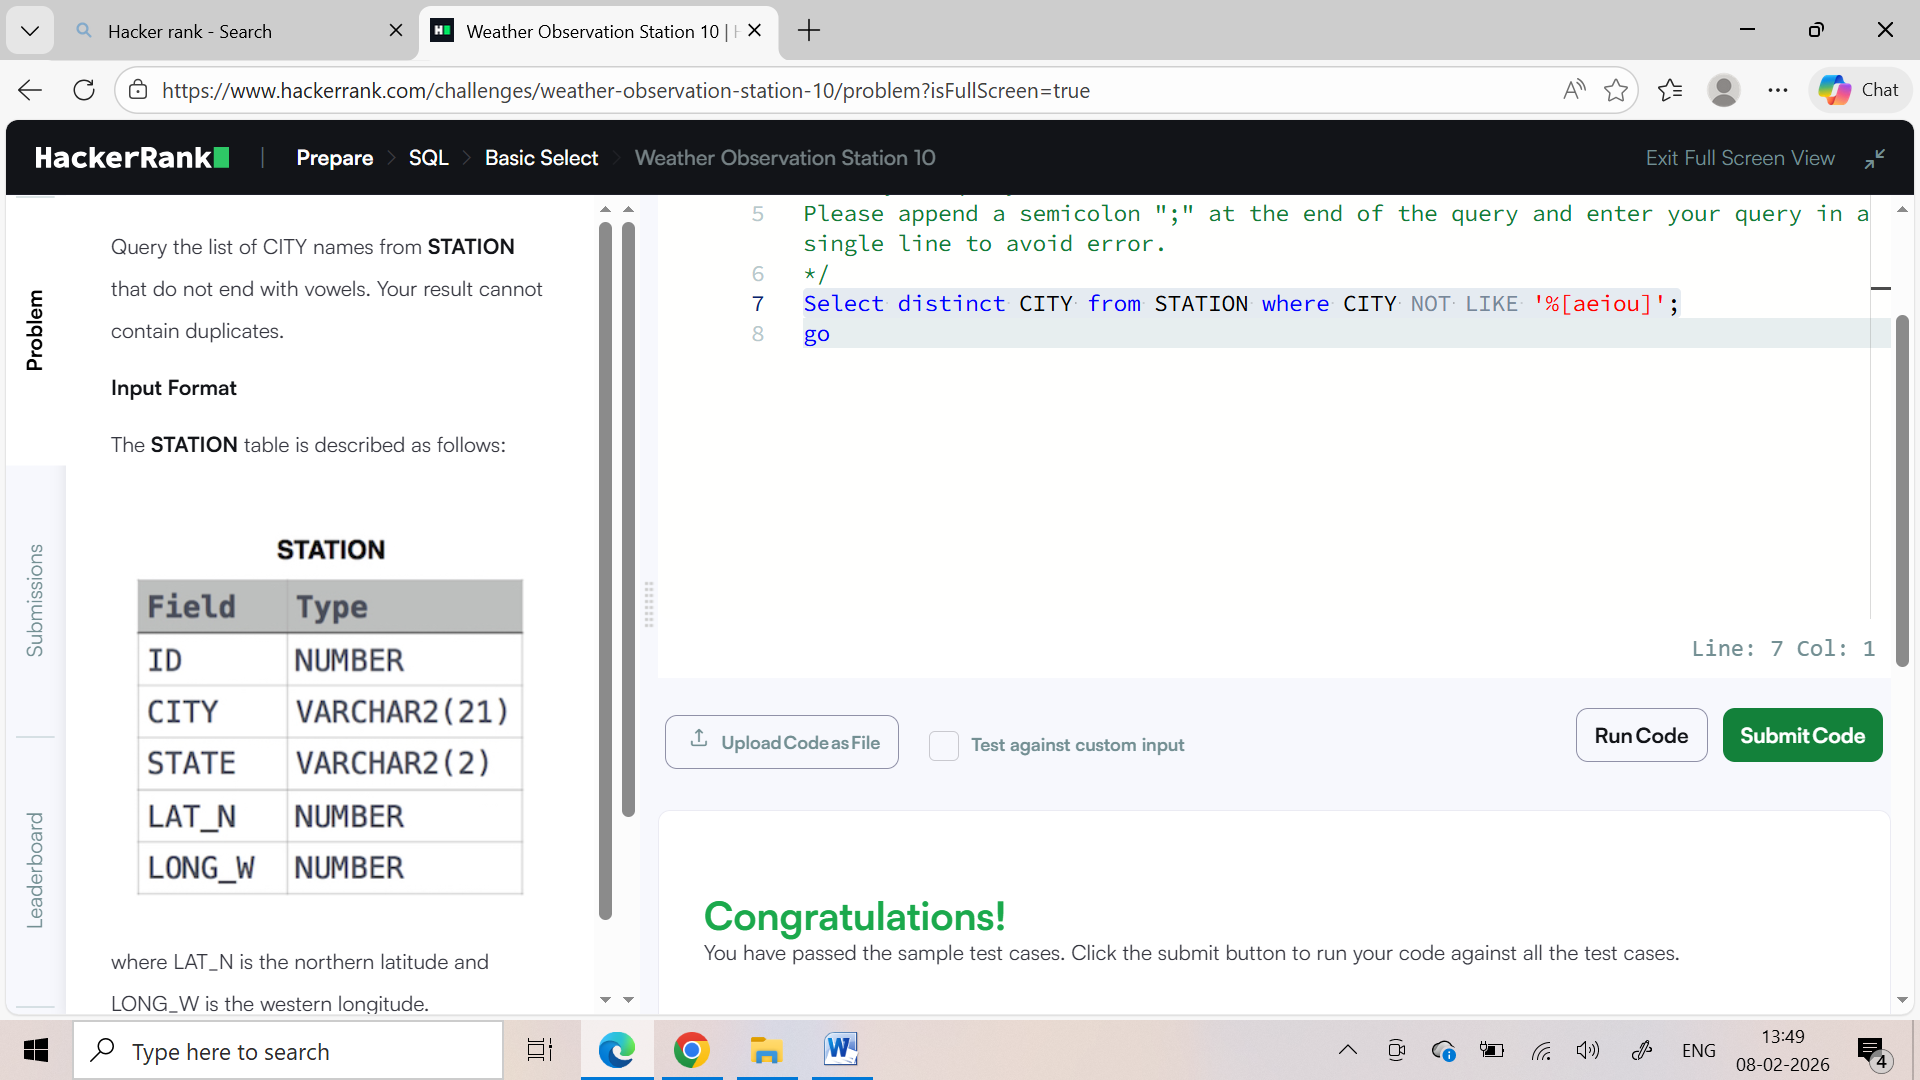 Hacker rank - Search
Weather Observation Station 10 | H
https://www.hackerrank.com/challenges/weather-observation-station-10/problem?isFullScreen=true
Chat
HackerRank
Prepare
SQL
Basic Select
Weather Observation Station 10
Exit Full Screen View
Problem
Submissions
Leaderboard
Query the list of CITY names from STATION
that do not end with vowels. Your result cannot
contain duplicates.
Input Format
The STATION table is described as follows:
STATION
Field Type
ID NUMBER
CITY VARCHAR2(21)
STATE VARCHAR2(2)
LAT_N NUMBER
LONG_W NUMBER
where LAT_N is the northern latitude and
LONG_W is the western longitude.
5 Please append a semicolon ";" at the end of the query and enter your query in a
single line to avoid error.
6 */
7 Select distinct CITY from STATION where CITY NOT LIKE '%[aeiou]';
8 go
Line: 7 Col: 1
Upload Code as File
Test against custom input
Run Code
Submit Code
Congratulations!
You have passed the sample test cases. Click the submit button to run your code against all the test cases.
Type here to search
ENG
13:49
08-02-2026
4